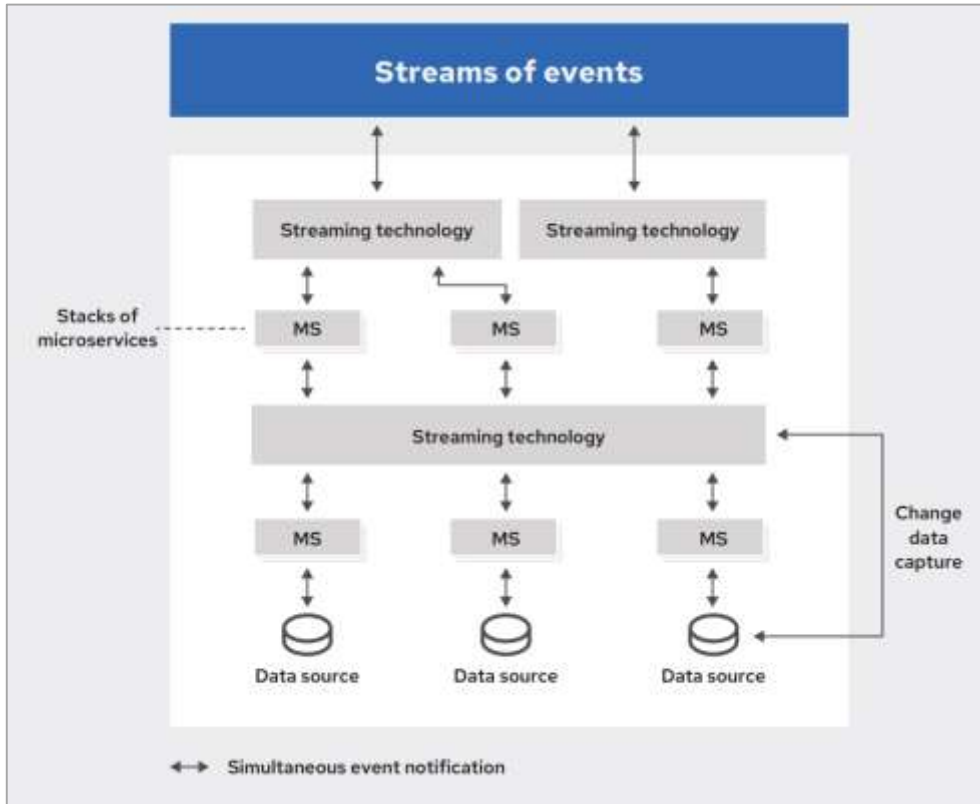 Streams of events
Streaming technology
Streaming technology
Stacks of
microservices
MS
MS
MS
Streaming technology
MS
MS
MS
Change
data
capture
Data source
Data source
Data source
Simultaneous event notification